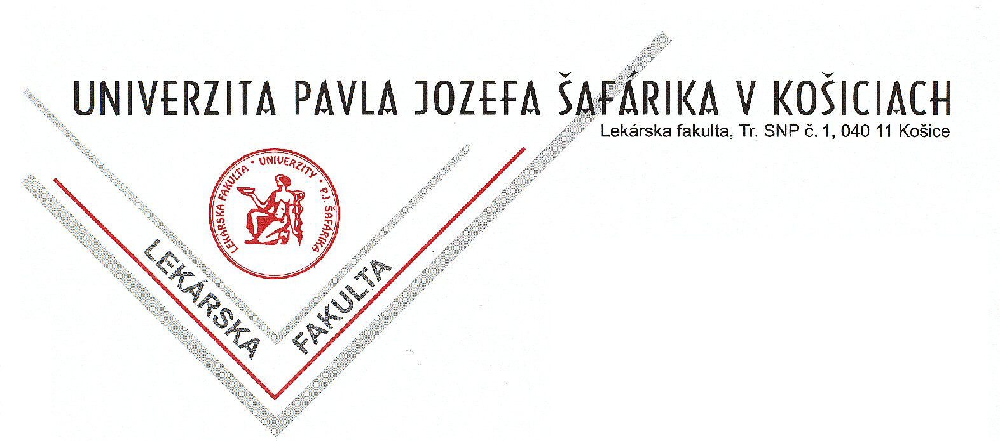 UNIVERZITA PAVLA JOZEFA ŠAFÁRIKA V KOŠICIACH
Lekárska fakulta, Tr. SNP č. 1, 040 11 Košice
LEKÁRSKA FAKULTA * UNIVERZITY * P.J. ŠAFÁRIKA
LEKÁRSKA
FAKULTA